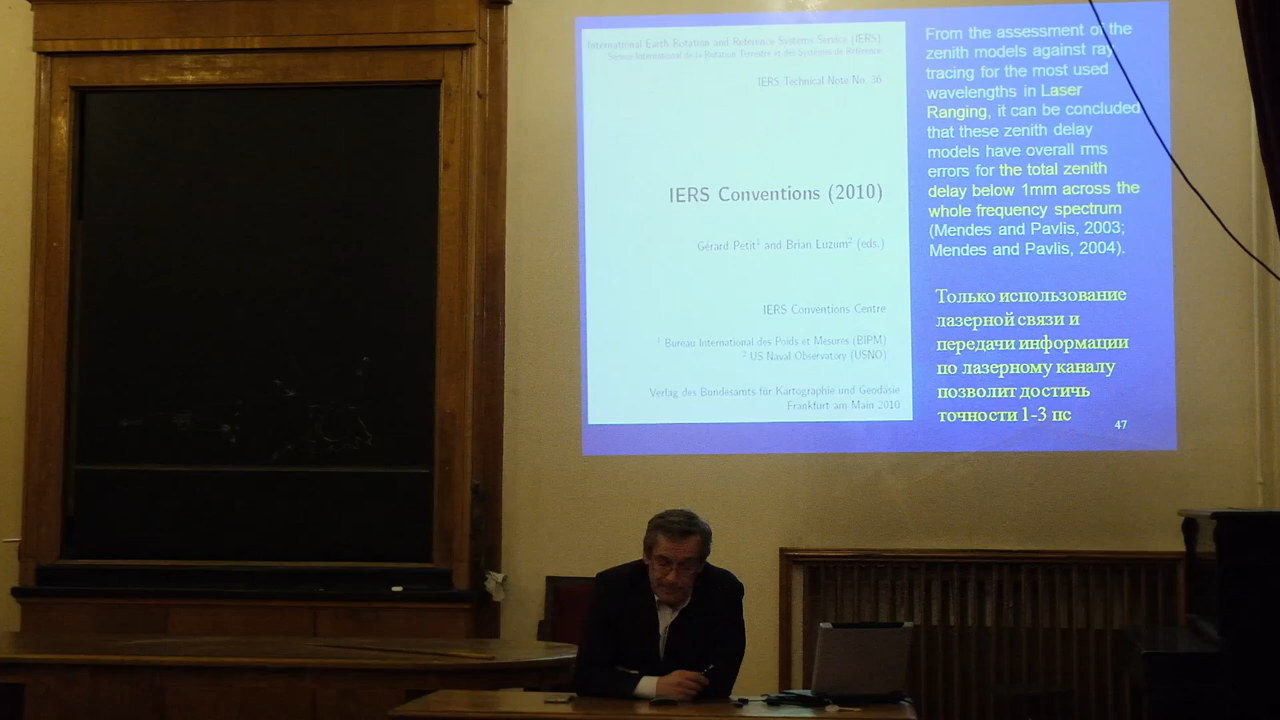 International Earth Rotation and Reference Systems Service (IERS)
Service International de la Rotation Terrestre et des Systèmes de Référence
IERS Technical Note No. 36
IERS Conventions (2010)
Gérard Petit1 and Brian Luzum2 (eds.)
IERS Conventions Centre
1 Bureau International des Poids et Mesures (BIPM)
2 US Naval Observatory (USNO)
Verlag des Bundesamts für Kartographie und Geodäsie
Frankfurt am Main 2010
From the assessment of the
zenith models against ray
tracing for the most used
wavelengths in Laser
Ranging, it can be concluded
that these zenith delay
models have overall rms
errors for the total zenith
delay below 1mm across the
whole frequency spectrum
(Mendes and Pavlis, 2003;
Mendes and Pavlis, 2004).
Только использование
лазерной связи и
передачи информации
по лазерному каналу
позволит достичь
точности 1-3 пс
47